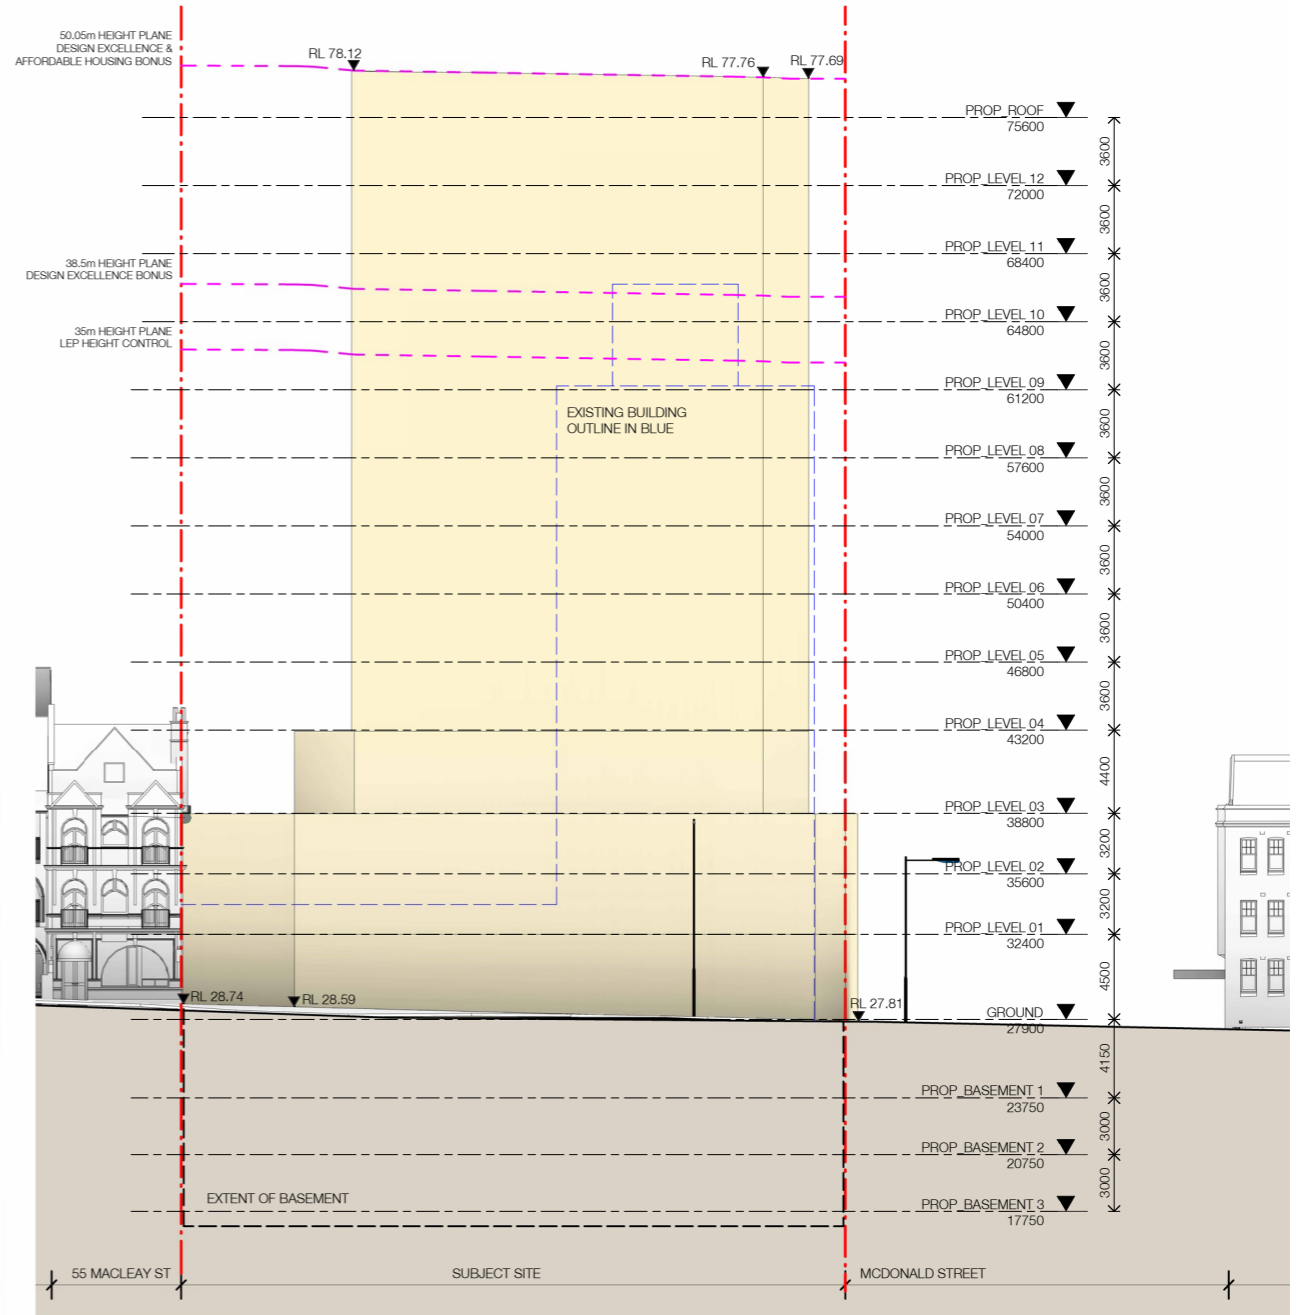 50.05m HEIGHT PLANE
DESIGN EXCELLENCE &
AFFORDABLE HOUSING BONUS
RL 78.12
RL 77.76
RL 77.69
PROP_ROOF
75600
3600
PROP_LEVEL 12
72000
3600
PROP_LEVEL 11
68400
38.5m HEIGHT PLANE
DESIGN EXCELLENCE BONUS
3600
PROP_LEVEL 10
64800
35m HEIGHT PLANE
LEP HEIGHT CONTROL
3600
PROP_LEVEL 09
61200
EXISTING BUILDING
OUTLINE IN BLUE
3600
PROP_LEVEL 08
57600
3600
PROP_LEVEL 07
54000
3600
PROP_LEVEL 06
50400
3600
PROP_LEVEL 05
46800
3600
PROP_LEVEL 04
43200
4400
PROP_LEVEL 03
38800
3200
PROP_LEVEL 02
35600
3200
PROP_LEVEL 01
32400
4500
RL 28.74
RL 28.59
RL 27.81
GROUND
27900
4150
PROP_BASEMENT 1
23750
3000
PROP_BASEMENT 2
20750
3000
EXTENT OF BASEMENT
PROP_BASEMENT 3
17750
55 MACLEAY ST
SUBJECT SITE
MCDONALD STREET